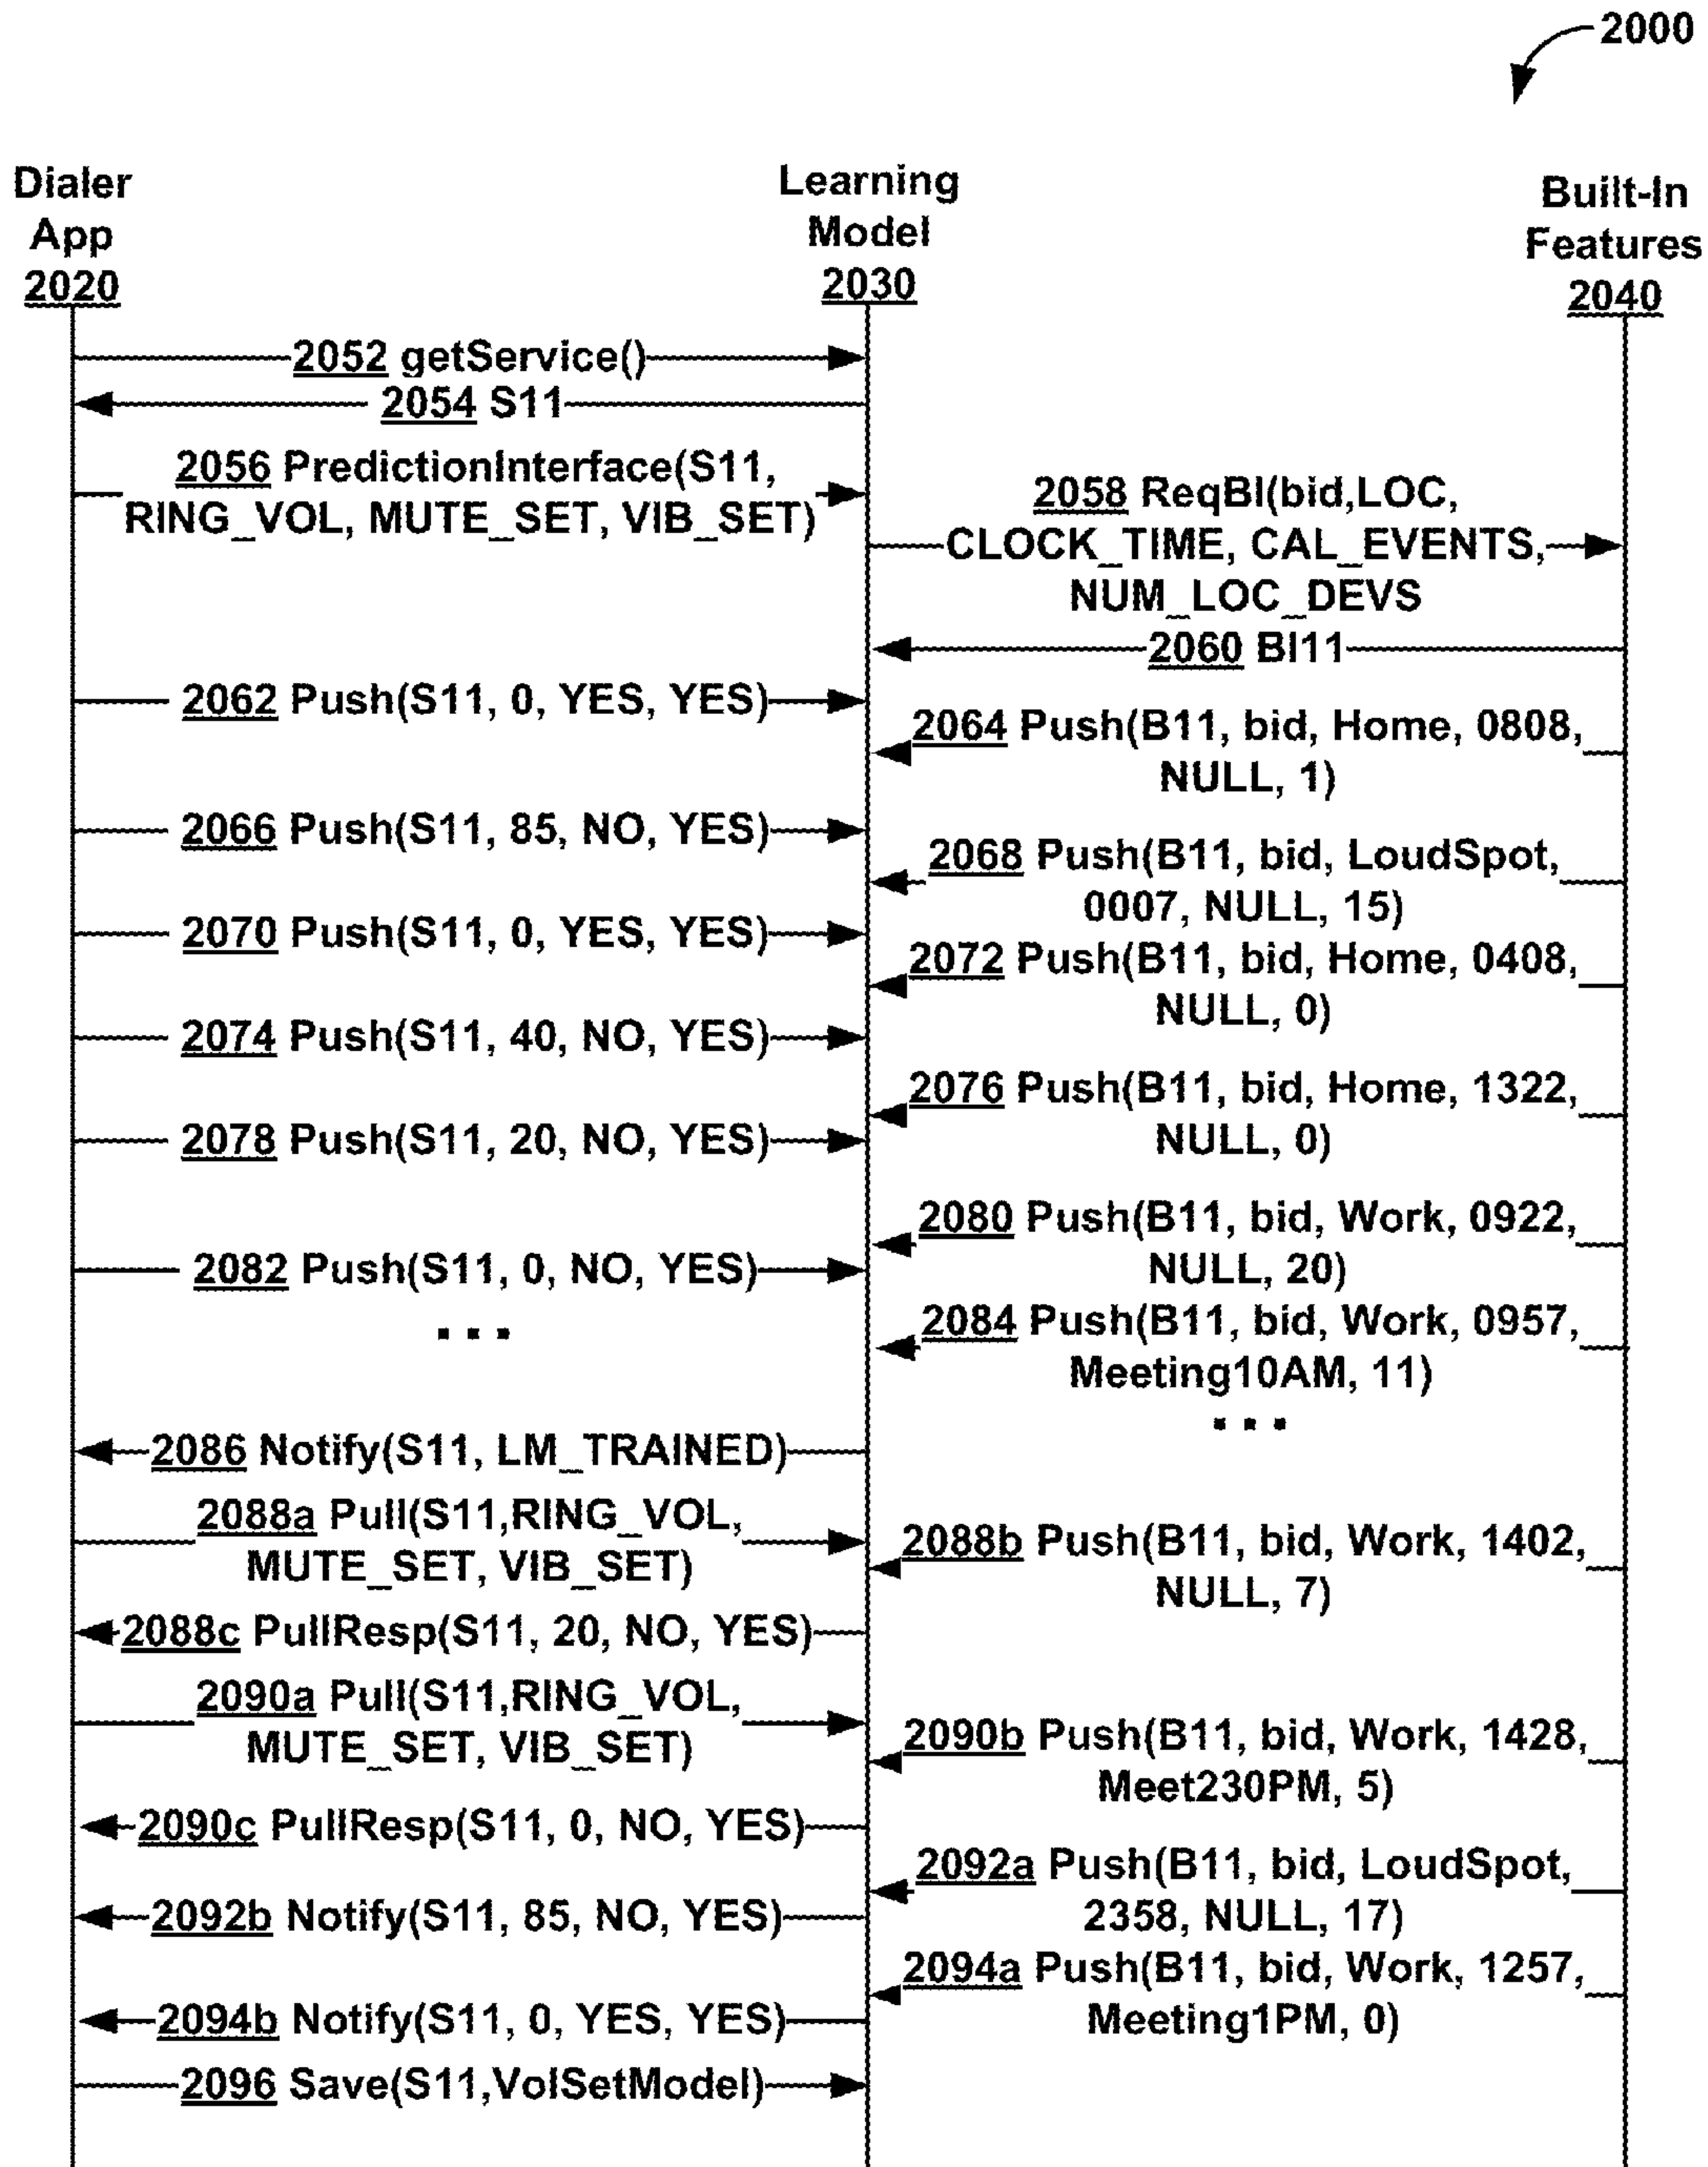 2000
Dialer
App
2020
Learning
Model
2030
Built-In
Features
2040
2052 getService()
2054 S11
2056 PredictionInterface(S11,
RING_VOL, MUTE_SET, VIB_SET)
2058 ReqBI(bid,LOC,
CLOCK_TIME, CAL_EVENTS,
NUM_LOC_DEVS
2060 BI11
2062 Push(S11, 0, YES, YES)
2064 Push(B11, bid, Home, 0808,
NULL, 1)
2066 Push(S11, 85, NO, YES)
2068 Push(B11, bid, LoudSpot,
0007, NULL, 15)
2070 Push(S11, 0, YES, YES)
2072 Push(B11, bid, Home, 0408,
NULL, 0)
2074 Push(S11, 40, NO, YES)
2076 Push(B11, bid, Home, 1322,
NULL, 0)
2078 Push(S11, 20, NO, YES)
2080 Push(B11, bid, Work, 0922,
NULL, 20)
2082 Push(S11, 0, NO, YES)
...
2084 Push(B11, bid, Work, 0957,
Meeting10AM, 11)
...
2086 Notify(S11, LM_TRAINED)
2088a Pull(S11,RING_VOL,
MUTE_SET, VIB_SET)
2088b Push(B11, bid, Work, 1402,
NULL, 7)
2088c PullResp(S11, 20, NO, YES)
2090a Pull(S11,RING_VOL,
MUTE_SET, VIB_SET)
2090b Push(B11, bid, Work, 1428,
Meet230PM, 5)
2090c PullResp(S11, 0, NO, YES)
2092a Push(B11, bid, LoudSpot,
2358, NULL, 17)
2092b Notify(S11, 85, NO, YES)
2094a Push(B11, bid, Work, 1257,
Meeting1PM, 0)
2094b Notify(S11, 0, YES, YES)
2096 Save(S11,VolSetModel)